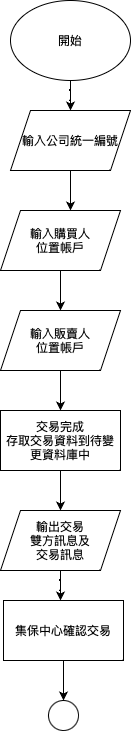 開始
輸入公司統一編號
輸入購買人
位置帳戶
輸入販賣人
位置帳戶
交易完成
存取交易資料到待變
更資料庫中
輸出交易
雙方訊息及
交易訊息
集保中心確認交易